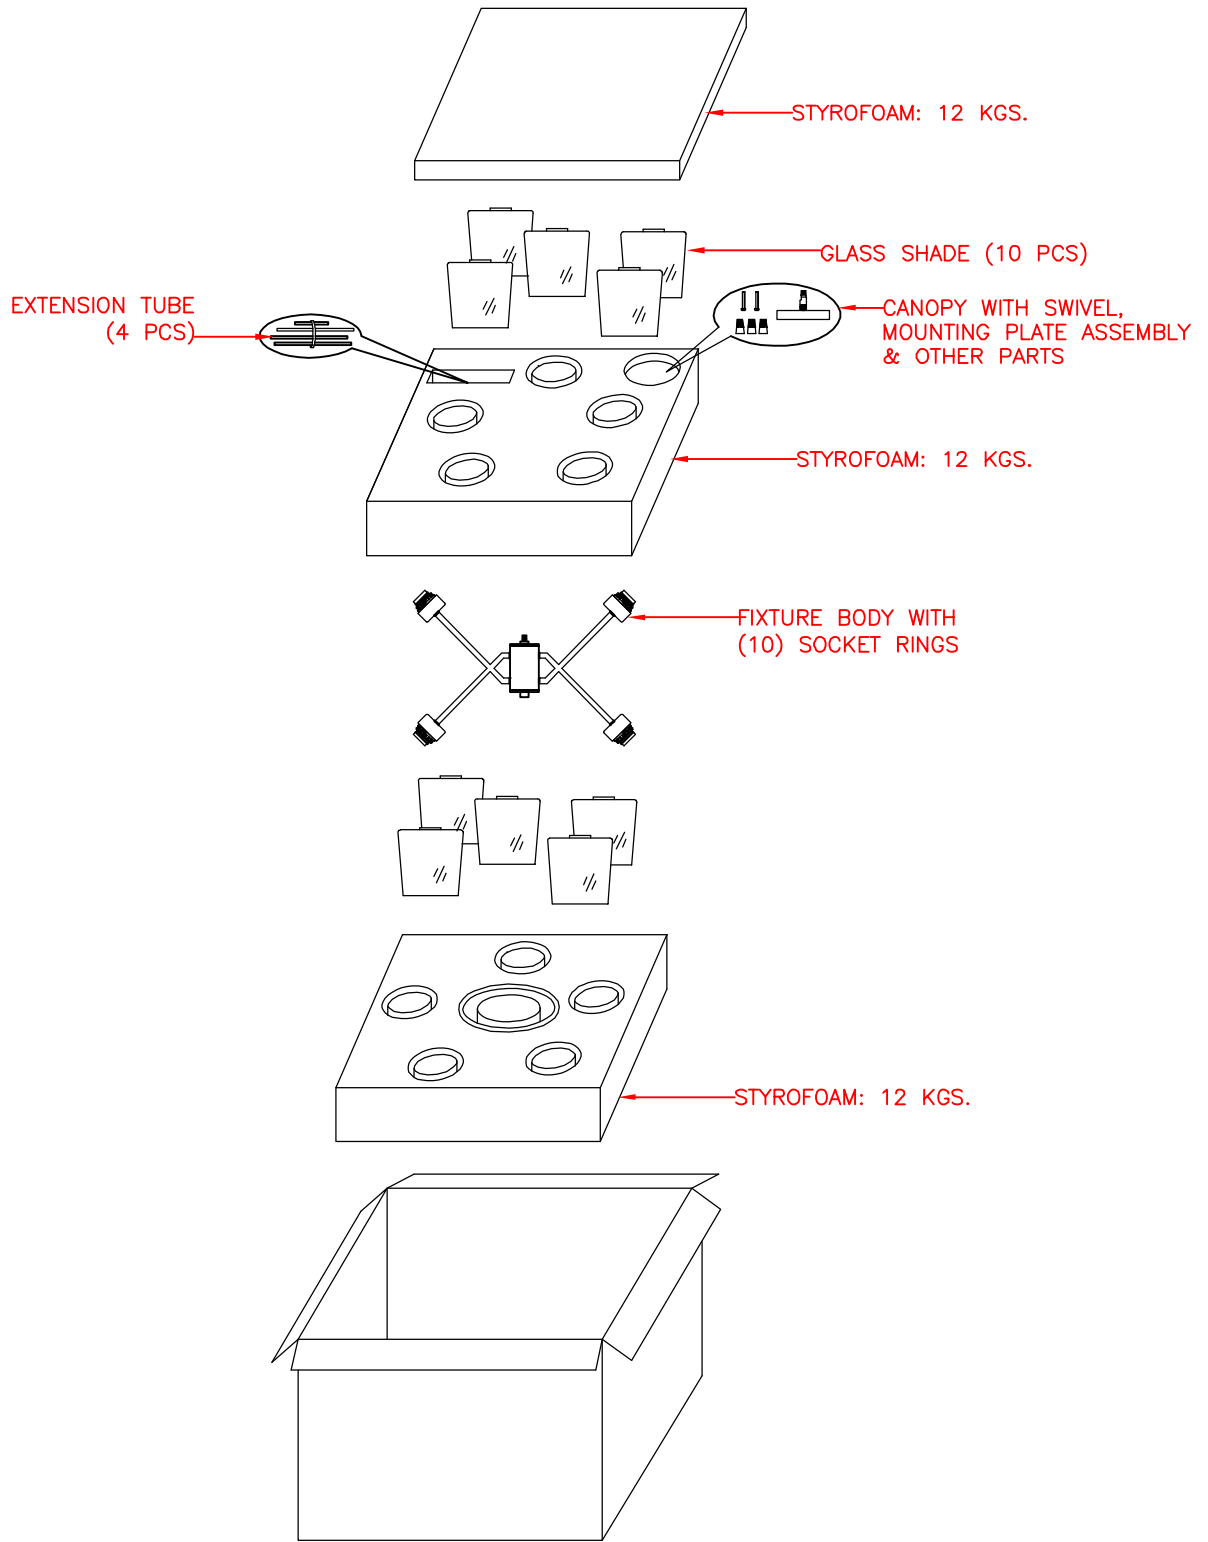 STYROFOAM: 12 KGS.
GLASS SHADE (10 PCS)
EXTENSION TUBE
(4 PCS)
CANOPY WITH SWIVEL,
MOUNTING PLATE ASSEMBLY
& OTHER PARTS
STYROFOAM: 12 KGS.
FIXTURE BODY WITH
(10) SOCKET RINGS
STYROFOAM: 12 KGS.